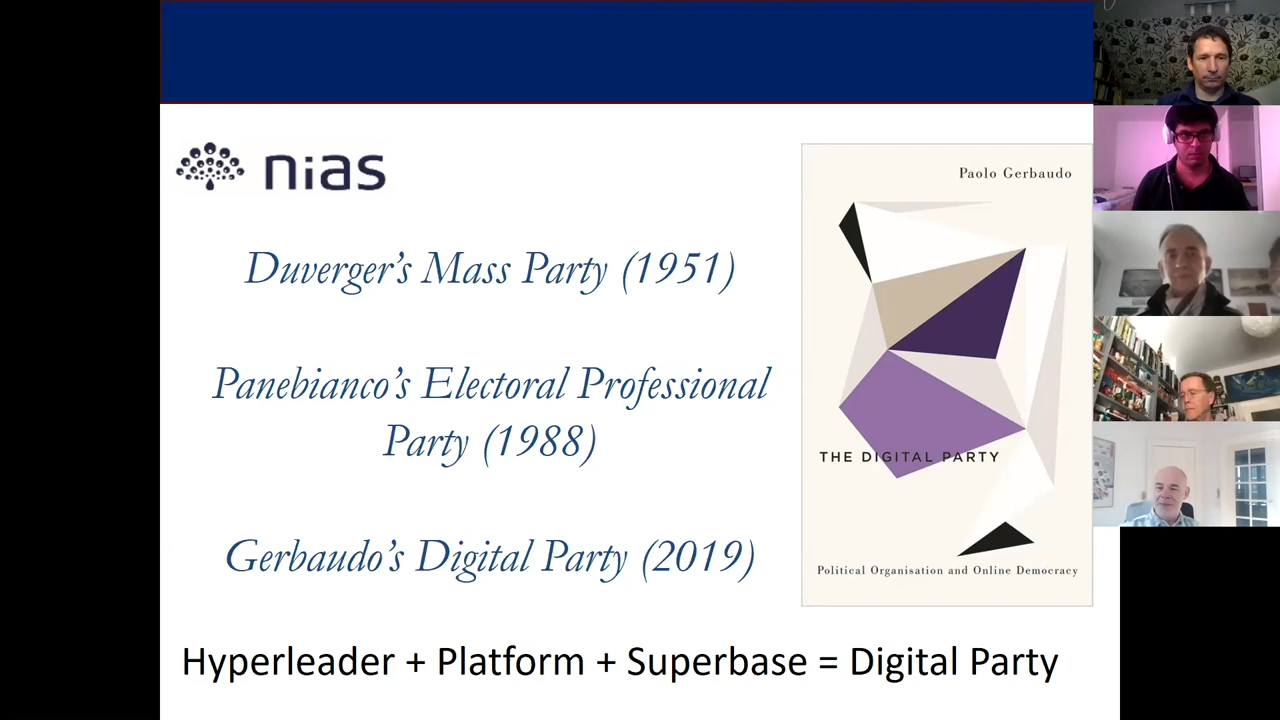 nias
Duverger's Mass Party (1951)
Panebianco's Electoral Professional
Party (1988)
Gerbaudo's Digital Party (2019)
Paolo Gerbaudo
THE DIGITAL PARTY
Political Organisation and Online Democracy
Hyperleader + Platform + Superbase = Digital Party